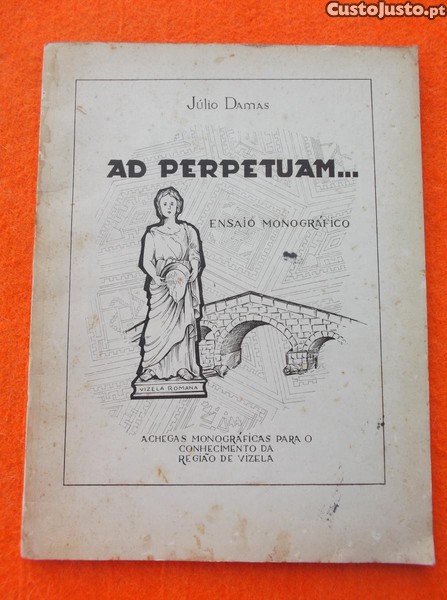 CustoJusto.pt
Júlio Damas
AD PERPETUAM...
ENSAIO MONOGRÁFICO
VIZELA ROMANA
ACHEGAS MONOGRÁFICAS PARA O
CONHECIMENTO DA
REGIÃO DE VIZELA